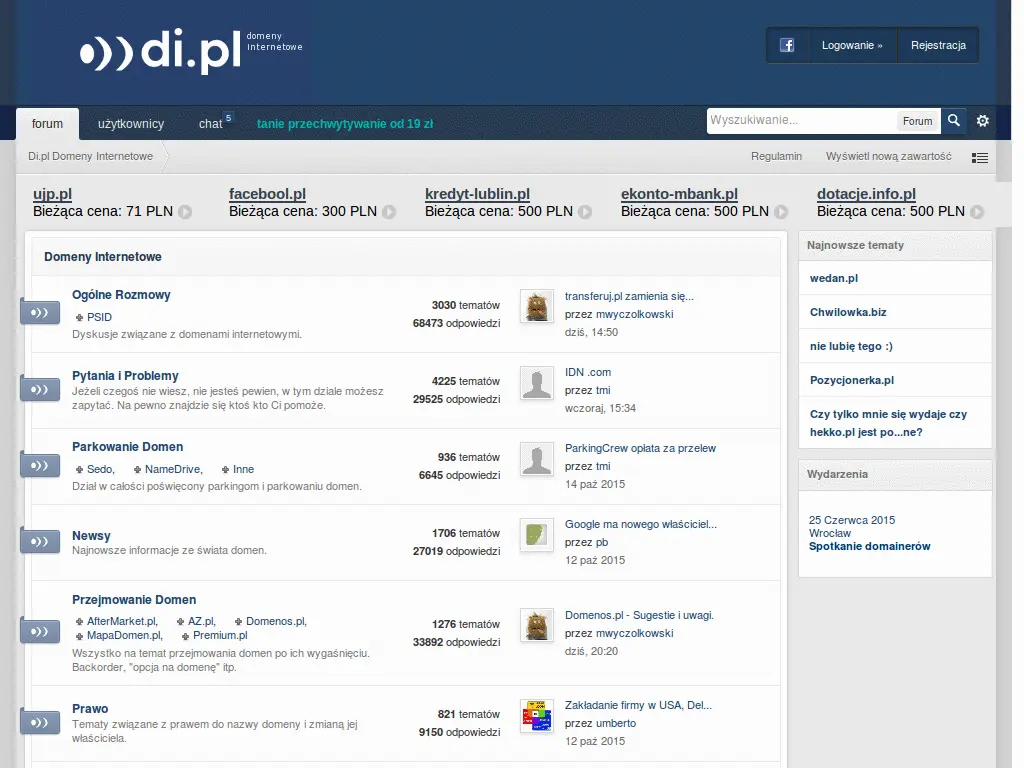 di.pl
domeny
internetowe
Logowanie »
Rejestracja
forum
użytkownicy
chat
5
tanie przechwytywanie od 19 zł
Wyszukiwanie...
Forum
Di.pl Domeny Internetowe
Regulamin
Wyświetl nową zawartość
ujp.pl
Bieżąca cena: 71 PLN
facebool.pl
Bieżąca cena: 300 PLN
kredyt-lublin.pl
Bieżąca cena: 500 PLN
ekonto-mbank.pl
Bieżąca cena: 500 PLN
dotacje.info.pl
Bieżąca cena: 500 PLN
Domeny Internetowe
Ogólne Rozmowy
PSID
Dyskusje związane z domenami internetowymi.
3030 tematów
68473 odpowiedzi
transferuj.pl zamienia się...
przez mwyczolkowski
dziś, 14:50
Pytania i Problemy
Jeżeli czegoś nie wiesz, nie jesteś pewien, w tym dziale możesz
zapytać. Na pewno znajdzie się ktoś kto Ci pomoże.
4225 tematów
29525 odpowiedzi
IDN .com
przez tmi
wczoraj, 15:34
Parkowanie Domen
Sedo, NameDrive, Inne
Dział w całości poświęcony parkingom i parkowaniu domen.
936 tematów
6645 odpowiedzi
ParkingCrew opłata za przelew
przez tmi
14 paź 2015
Newsy
Najnowsze informacje ze świata domen.
1706 tematów
27019 odpowiedzi
Google ma nowego właściciel...
przez pb
12 paź 2015
Przejmowanie Domen
AfterMarket.pl, AZ.pl, Domenos.pl,
MapaDomen.pl, Premium.pl
Wszystko na temat przejmowania domen po ich wygaśnięciu.
Backorder, "opcja na domenę" itp.
1276 tematów
33892 odpowiedzi
Domenos.pl - Sugestie i uwagi.
przez mwyczolkowski
dziś, 20:20
Prawo
Tematy związane z prawem do nazwy domeny i zmianą jej
właściciela.
821 tematów
9150 odpowiedzi
Zakładanie firmy w USA, Del...
przez umberto
12 paź 2015
Najnowsze tematy
wedan.pl
Chwilowka.biz
nie lubię tego :)
Pozycjonerka.pl
Czy tylko mnie się wydaje czy
hekko.pl jest po...ne?
Wydarzenia
25 Czerwca 2015
Wrocław
Spotkanie domainerów